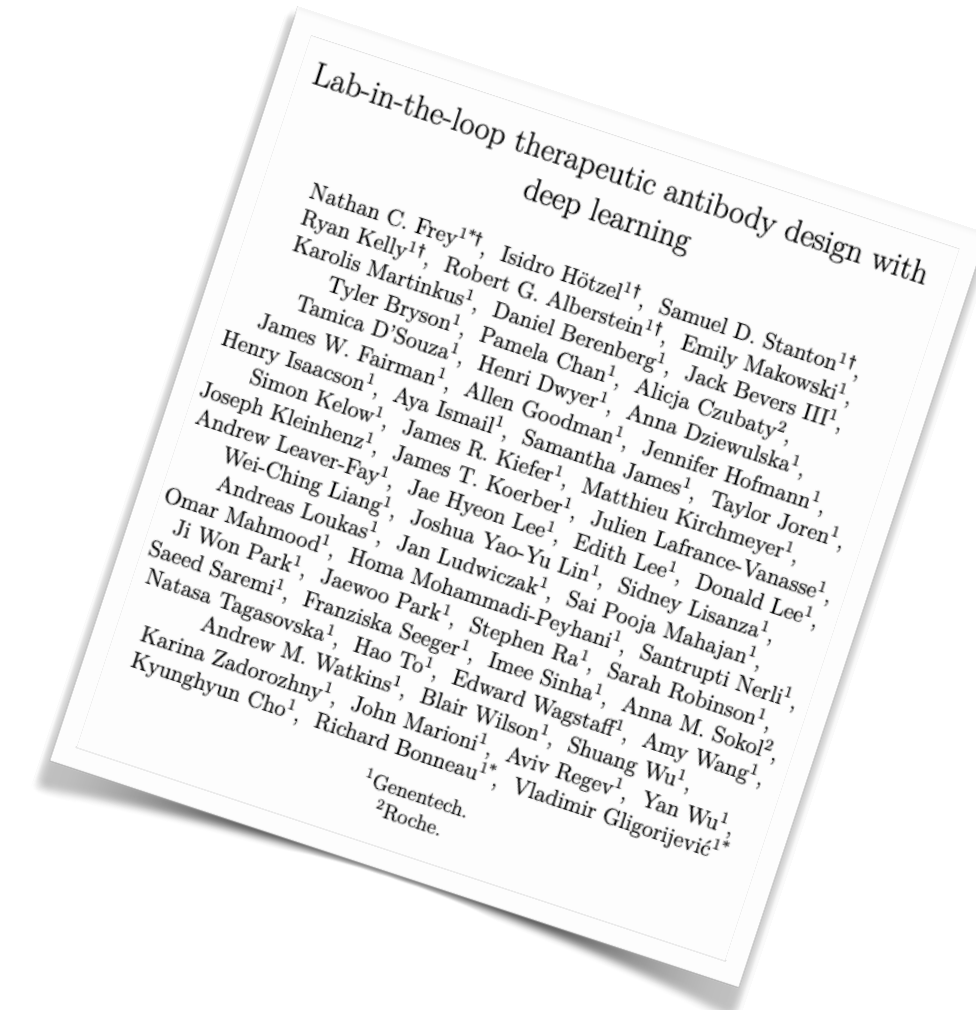 Lab-in-the-loop therapeutic antibody design with
deep learning
Nathan C. Frey¹*†, Isidro Hötzel¹†, Samuel D. Stanton¹†,
Ryan Kelly¹†, Robert G. Alberstein¹†, Emily Makowski¹,
Karolis Martinkus¹, Daniel Berenberg¹, Jack Bevers III¹,
Tyler Bryson¹, Pamela Chan¹, Alicja Czubaty²,
Tamica D'Souza¹, Henri Dwyer¹, Anna Dziewulska¹,
James W. Fairman¹, Allen Goodman¹, Jennifer Hofmann¹,
Henry Isaacson¹, Aya Ismail¹, Samantha James¹, Taylor Joren¹,
Simon Kelow¹, James R. Kiefer¹, Matthieu Kirchmeyer¹,
Joseph Kleinhenz¹, James T. Koerber¹, Julien Lafrance-Vanasse¹,
Andrew Leaver-Fay¹, Jae Hyeon Lee¹, Edith Lee¹, Donald Lee¹,
Wei-Ching Liang¹, Joshua Yao-Yu Lin¹, Sidney Lisanza¹,
Andreas Loukas¹, Jan Ludwiczak¹, Sai Pooja Mahajan¹,
Omar Mahmood¹, Homa Mohammadi-Peyhani¹, Santrupti Nerli¹,
Ji Won Park¹, Jaewoo Park¹, Stephen Ra¹, Sarah Robinson¹,
Saeed Saremi¹, Franziska Seeger¹, Imee Sinha¹, Anna M. Sokol²,
Natasa Tagasovska¹, Hao To¹, Edward Wagstaff¹, Amy Wang¹,
Andrew M. Watkins¹, Blair Wilson¹, Shuang Wu¹,
Karina Zadorozhny¹, John Marioni¹, Aviv Regev¹, Yan Wu¹,
Kyunghyun Cho¹, Richard Bonneau¹*, Vladimir Gligorijević¹*
¹Genentech.
²Roche.